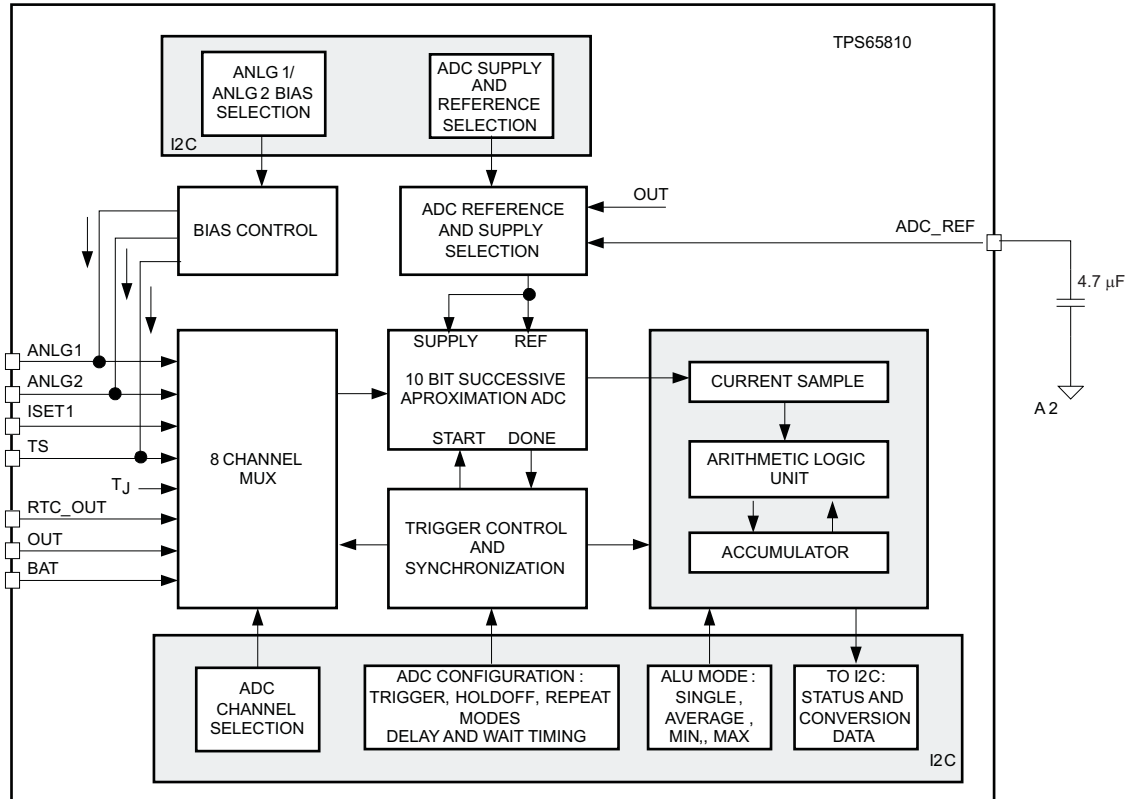 TPS65810
ANLG 1/
ANLG 2 BIAS
SELECTION
ADC SUPPLY
AND
REFERENCE
SELECTION
I2C
BIAS CONTROL
ADC REFERENCE
AND SUPPLY
SELECTION
OUT
ADC_REF
4.7 µF
A 2
ANLG1
ANLG2
ISET1
TS
TJ
RTC_OUT
OUT
BAT
8 CHANNEL
MUX
SUPPLY REF
10 BIT SUCCESSIVE
APROXIMATION ADC
START DONE
TRIGGER CONTROL
AND
SYNCHRONIZATION
CURRENT SAMPLE
ARITHMETIC LOGIC
UNIT
ACCUMULATOR
ADC
CHANNEL
SELECTION
ADC CONFIGURATION :
TRIGGER, HOLDOFF, REPEAT
MODES
DELAY AND WAIT TIMING
ALU MODE :
SINGLE ,
AVERAGE ,
MIN,, MAX
TO I2C:
STATUS AND
CONVERSION
DATA
I2C